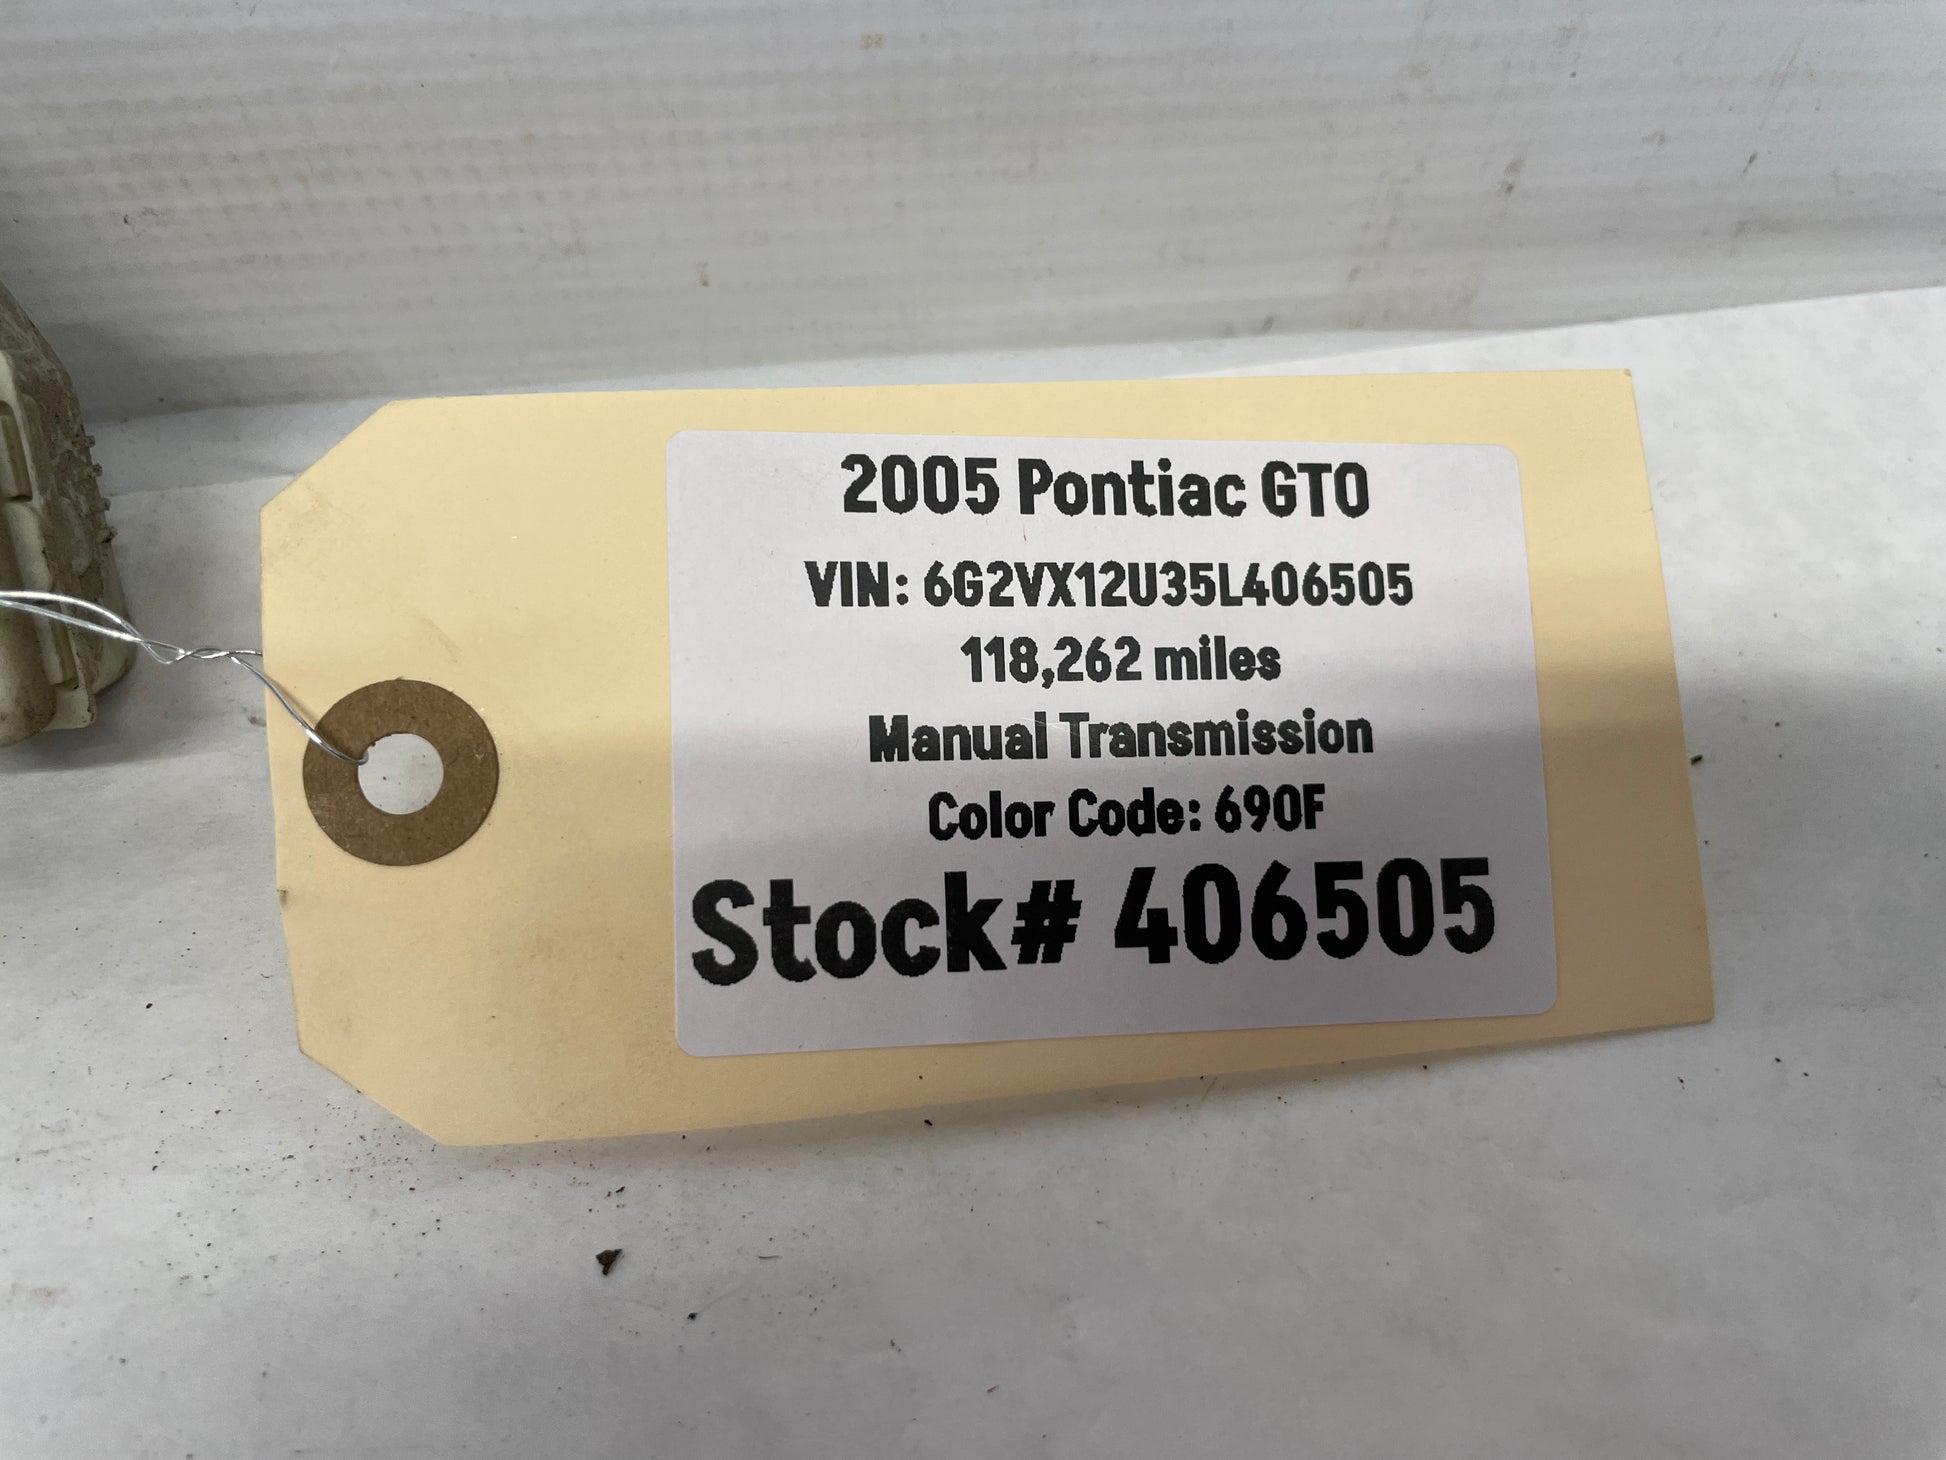 2005 Pontiac GTO
VIN: 6G2VX12U35L406505
118,262 miles
Manual Transmission
Color Code: 690F
Stock# 406505